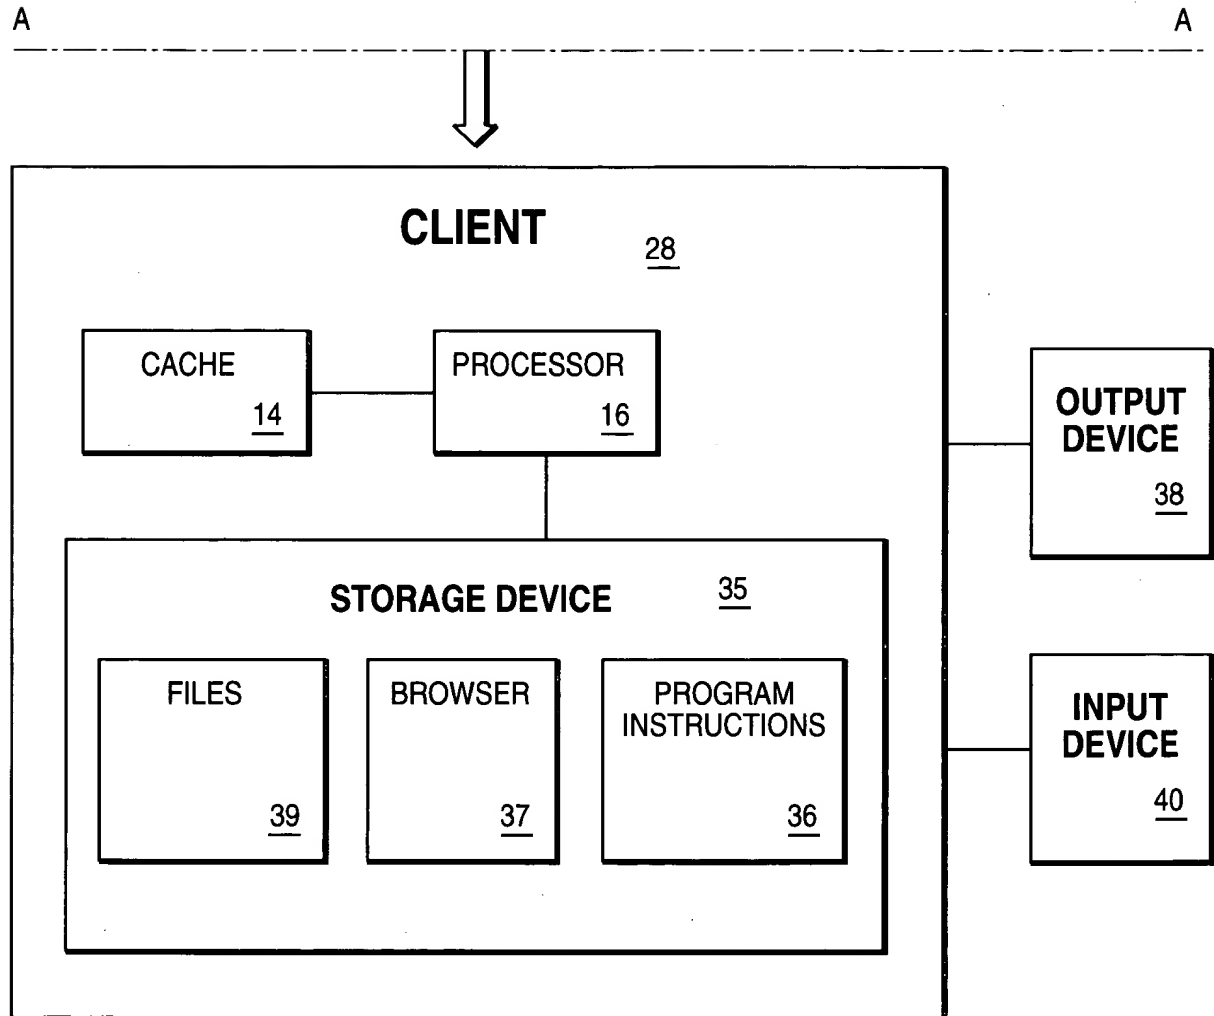 A A
CLIENT
28
CACHE
14
PROCESSOR
16
OUTPUT
DEVICE
38
STORAGE DEVICE 35
FILES
39
BROWSER
37
PROGRAM
INSTRUCTIONS
36
INPUT
DEVICE
40